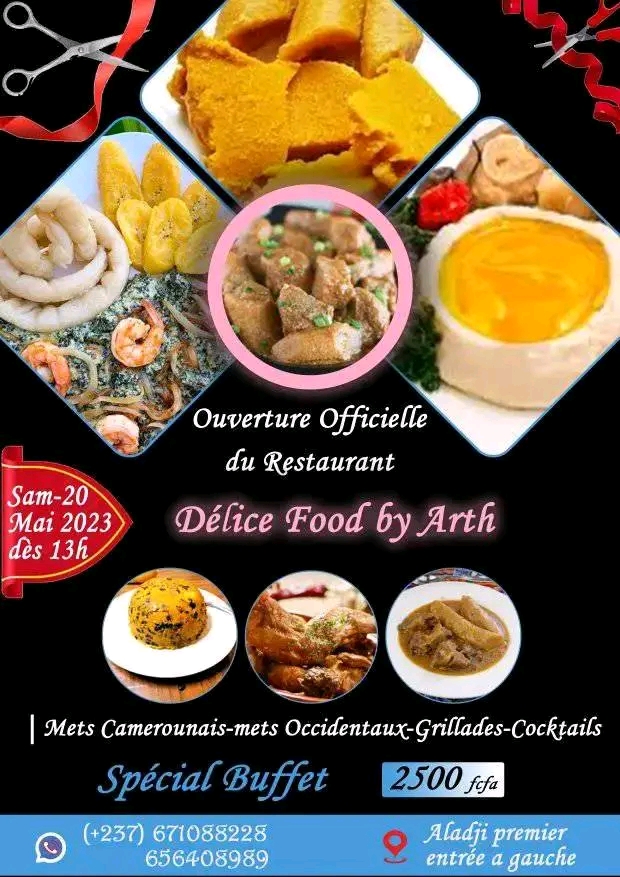 Ouverture Officielle
du Restaurant
Sam-20
Mai 2023
dès 13h
Délice Food by Arth
Mets Camerounais-mets Occidentaux-Grillades-Cocktails
Spécial Buffet 2500 fcfa
(+237) 671088228
656408989
Aladji premier
entrée a gauche